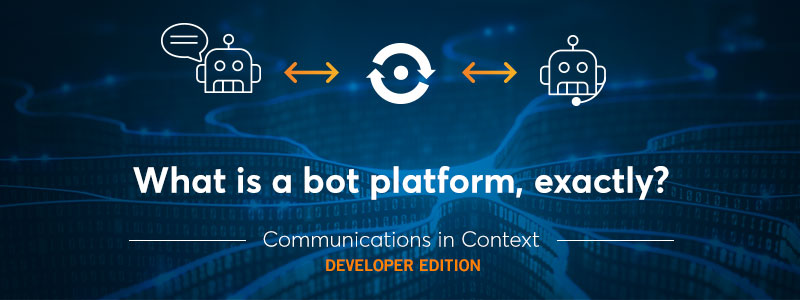 What is a bot platform, exactly?
Communications in Context
DEVELOPER EDITION